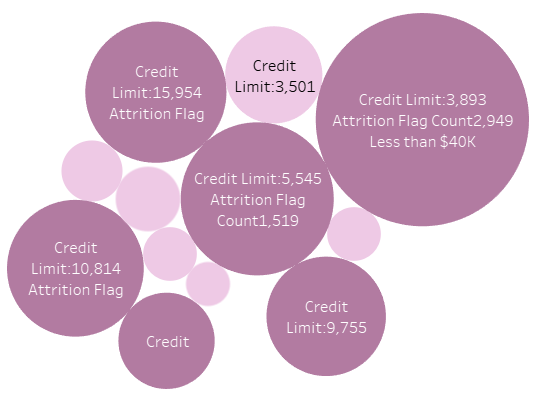 Credit
Limit:15,954
Attrition Flag
Credit
Limit:3,501
Credit Limit:3,893
Attrition Flag Count2,949
Less than $40K
Credit Limit:5,545
Attrition Flag
Count1,519
Credit
Limit:10,814
Attrition Flag
Credit
Limit:9,755
Credit